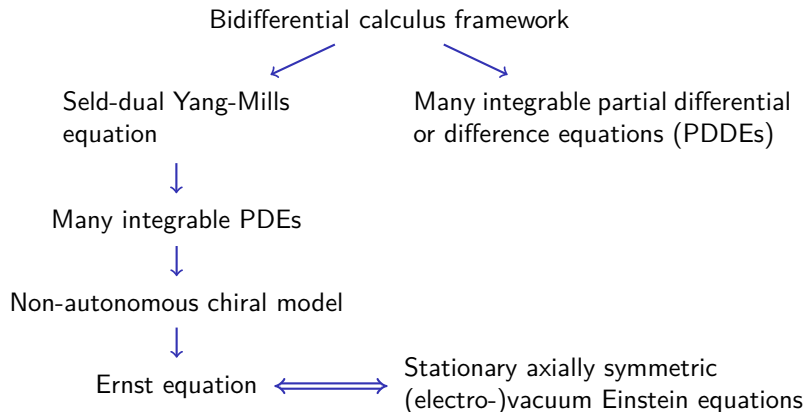 Bidifferential calculus framework
Seld-dual Yang-Mills
equation
Many integrable partial differential
or difference equations (PDDEs)
Many integrable PDEs
Non-autonomous chiral model
Ernst equation
Stationary axially symmetric
(electro-)vacuum Einstein equations